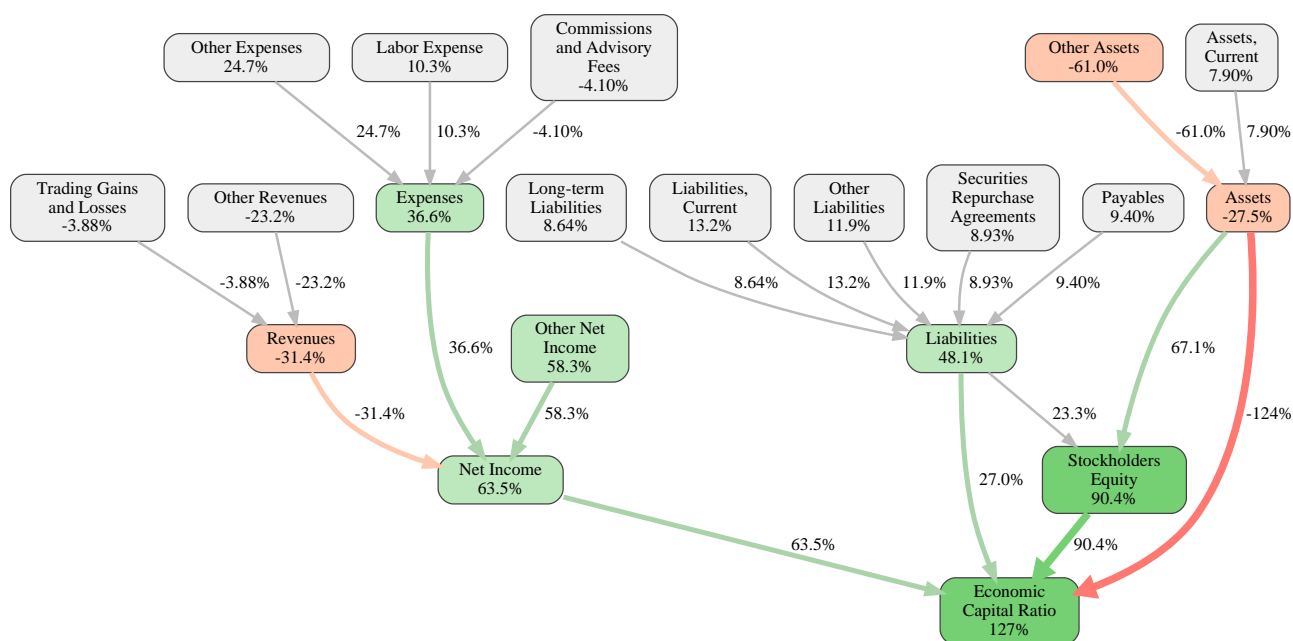 Other Expenses
24.7%
Labor Expense
10.3%
Commissions
and Advisory
Fees
-4.10%
Other Assets
-61.0%
Assets,
Current
7.90%
24.7%
10.3%
-4.10%
-61.0%
7.90%
Trading Gains
and Losses
-3.88%
Other Revenues
-23.2%
Expenses
36.6%
Long-term
Liabilities
8.64%
Liabilities,
Current
13.2%
Other
Liabilities
11.9%
Securities
Repurchase
Agreements
8.93%
Payables
9.40%
Assets
-27.5%
-3.88%
-23.2%
8.64%
13.2%
11.9%
8.93%
9.40%
Revenues
-31.4%
36.6%
Other Net
Income
58.3%
Liabilities
48.1%
67.1%
-31.4%
58.3%
23.3%
-124%
Net Income
63.5%
27.0%
Stockholders
Equity
90.4%
63.5%
90.4%
Economic
Capital Ratio
127%